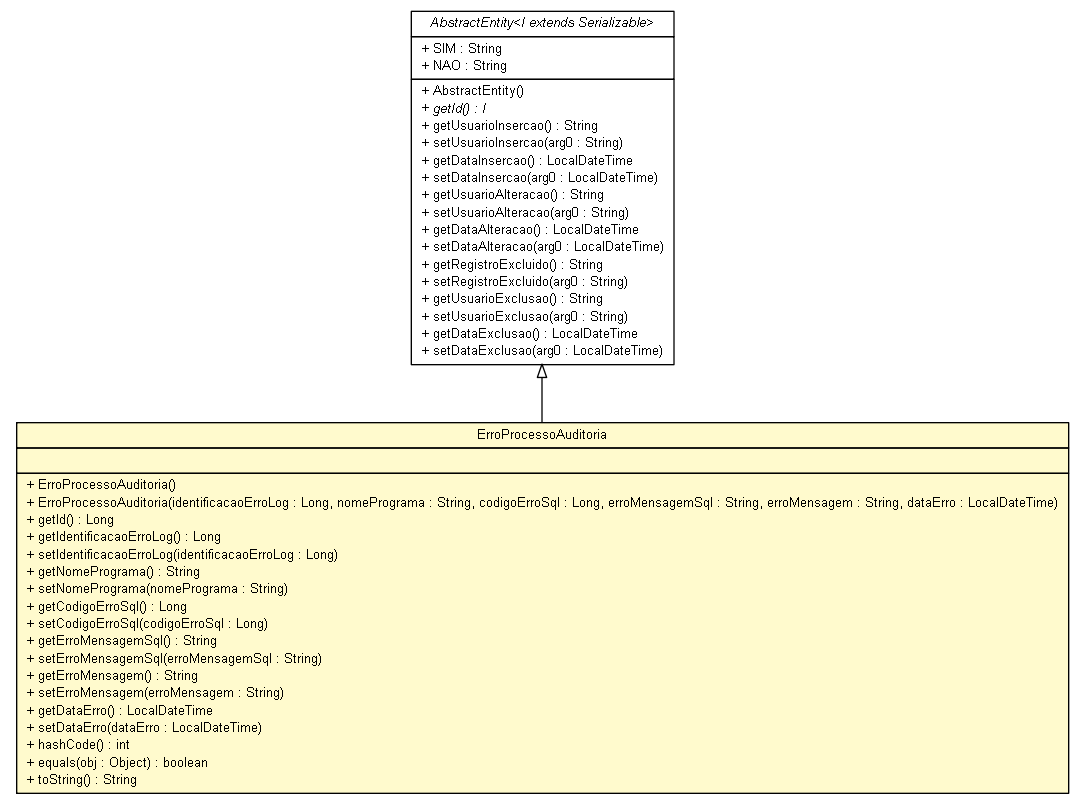 AbstractEntity<I extends Serializable>
+ SIM : String
+ NAO : String
+ AbstractEntity()
+ getId() : I
+ getUsuarioInsercao() : String
+ setUsuarioInsercao(arg0 : String)
+ getDataInsercao() : LocalDateTime
+ setDataInsercao(arg0 : LocalDateTime)
+ getUsuarioAlteracao() : String
+ setUsuarioAlteracao(arg0 : String)
+ getDataAlteracao() : LocalDateTime
+ setDataAlteracao(arg0 : LocalDateTime)
+ getRegistroExcluido() : String
+ setRegistroExcluido(arg0 : String)
+ getUsuarioExclusao() : String
+ setUsuarioExclusao(arg0 : String)
+ getDataExclusao() : LocalDateTime
+ setDataExclusao(arg0 : LocalDateTime)
ErroProcessoAuditoria
+ ErroProcessoAuditoria()
+ ErroProcessoAuditoria(identificacaoErroLog : Long, nomePrograma : String, codigoErroSql : Long, erroMensagemSql : String, erroMensagem : String, dataErro : LocalDateTime)
+ getId() : Long
+ getIdentificacaoErroLog() : Long
+ setIdentificacaoErroLog(identificacaoErroLog : Long)
+ getNomePrograma() : String
+ setNomePrograma(nomePrograma : String)
+ getCodigoErroSql() : Long
+ setCodigoErroSql(codigoErroSql : Long)
+ getErroMensagemSql() : String
+ setErroMensagemSql(erroMensagemSql : String)
+ getErroMensagem() : String
+ setErroMensagem(erroMensagem : String)
+ getDataErro() : LocalDateTime
+ setDataErro(dataErro : LocalDateTime)
+ hashCode() : int
+ equals(obj : Object) : boolean
+ toString() : String